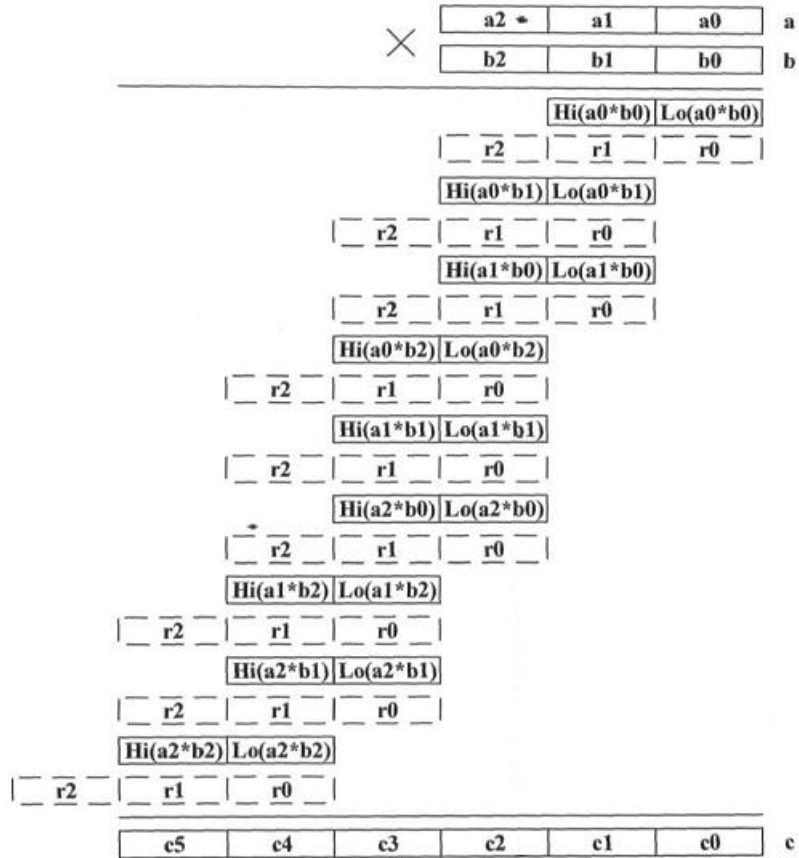 a2 a1 a0 a
× b2 b1 b0 b
Hi(a0*b0) Lo(a0*b0)
r2 r1 r0
Hi(a0*b1) Lo(a0*b1)
r2 r1 r0
Hi(a1*b0) Lo(a1*b0)
r2 r1 r0
Hi(a0*b2) Lo(a0*b2)
r2 r1 r0
Hi(a1*b1) Lo(a1*b1)
r2 r1 r0
Hi(a2*b0) Lo(a2*b0)
r2 r1 r0
Hi(a1*b2) Lo(a1*b2)
r2 r1 r0
Hi(a2*b1) Lo(a2*b1)
r2 r1 r0
Hi(a2*b2) Lo(a2*b2)
r2 r1 r0
c5 c4 c3 c2 c1 c0 c